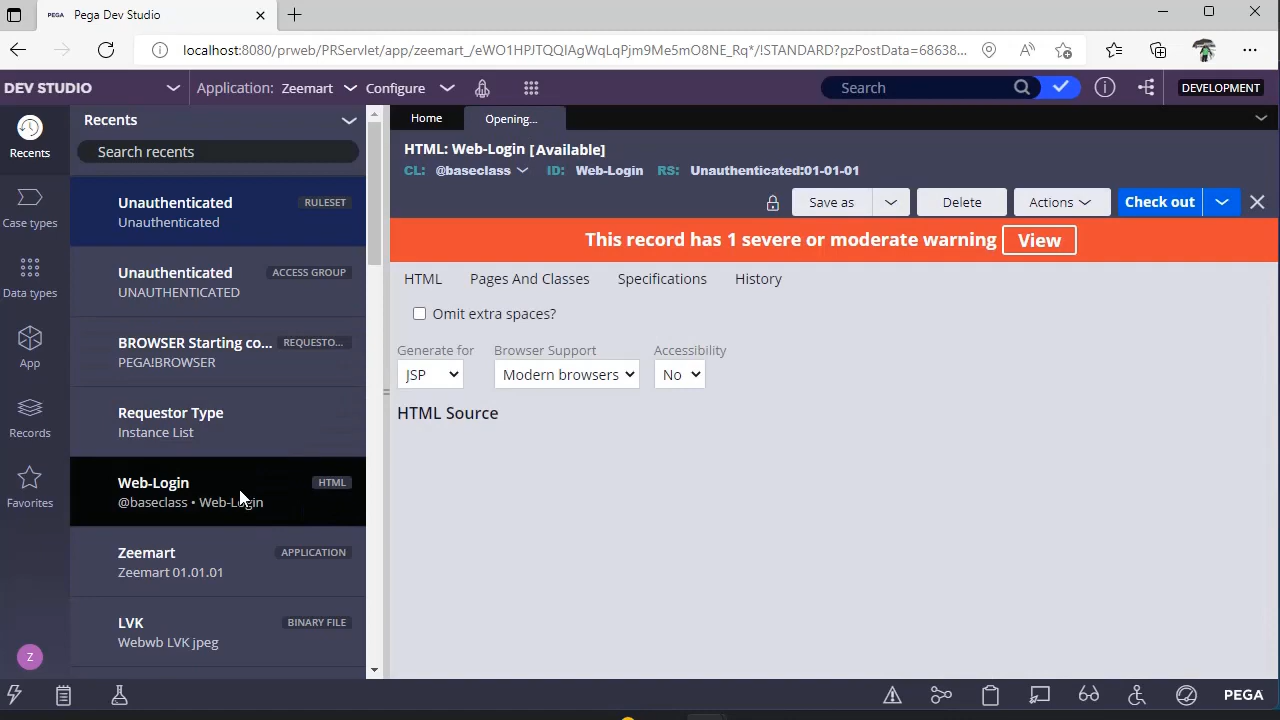 PEGA Pega Dev Studio
localhost:8080/prweb/PRServlet/app/zeemart_/eWO1HPJTQQIAgWqLqPjm9Me5mO8NE_Rq*/!STANDARD?pzPostData=68638...
DEV STUDIO Application: Zeemart Configure Search DEVELOPMENT
Recents
Search recents
Unauthenticated RULESET
Unauthenticated
Unauthenticated ACCESS GROUP
UNAUTHENTICATED
BROWSER Starting co... REQUESTO...
PEGA!BROWSER
Requestor Type
Instance List
Web-Login HTML
@baseclass • Web-Login
Zeemart APPLICATION
Zeemart 01.01.01
LVK BINARY FILE
Webwb LVK jpeg
Recents
Case types
Data types
App
Records
Favorites
Z
Home Opening...
HTML: Web-Login [Available]
CL: @baseclass ID: Web-Login RS: Unauthenticated:01-01-01
Save as Delete Actions Check out
This record has 1 severe or moderate warning View
HTML Pages And Classes Specifications History
Omit extra spaces?
Generate for Browser Support Accessibility
JSP Modern browsers No
HTML Source
PEGA